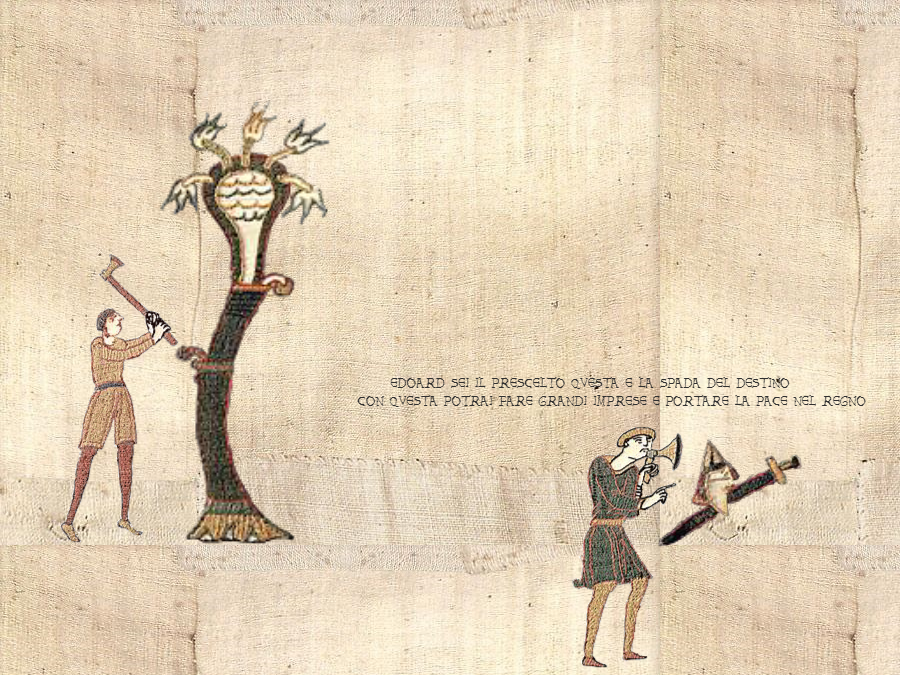 EDOARD SEI IL PRESCELTO QVESTA E LA SPADA DEL DESTINO
CON QVESTA POTRAI FARE GRANDI IMPRESE E PORTARE LA PACE NEL REGNO